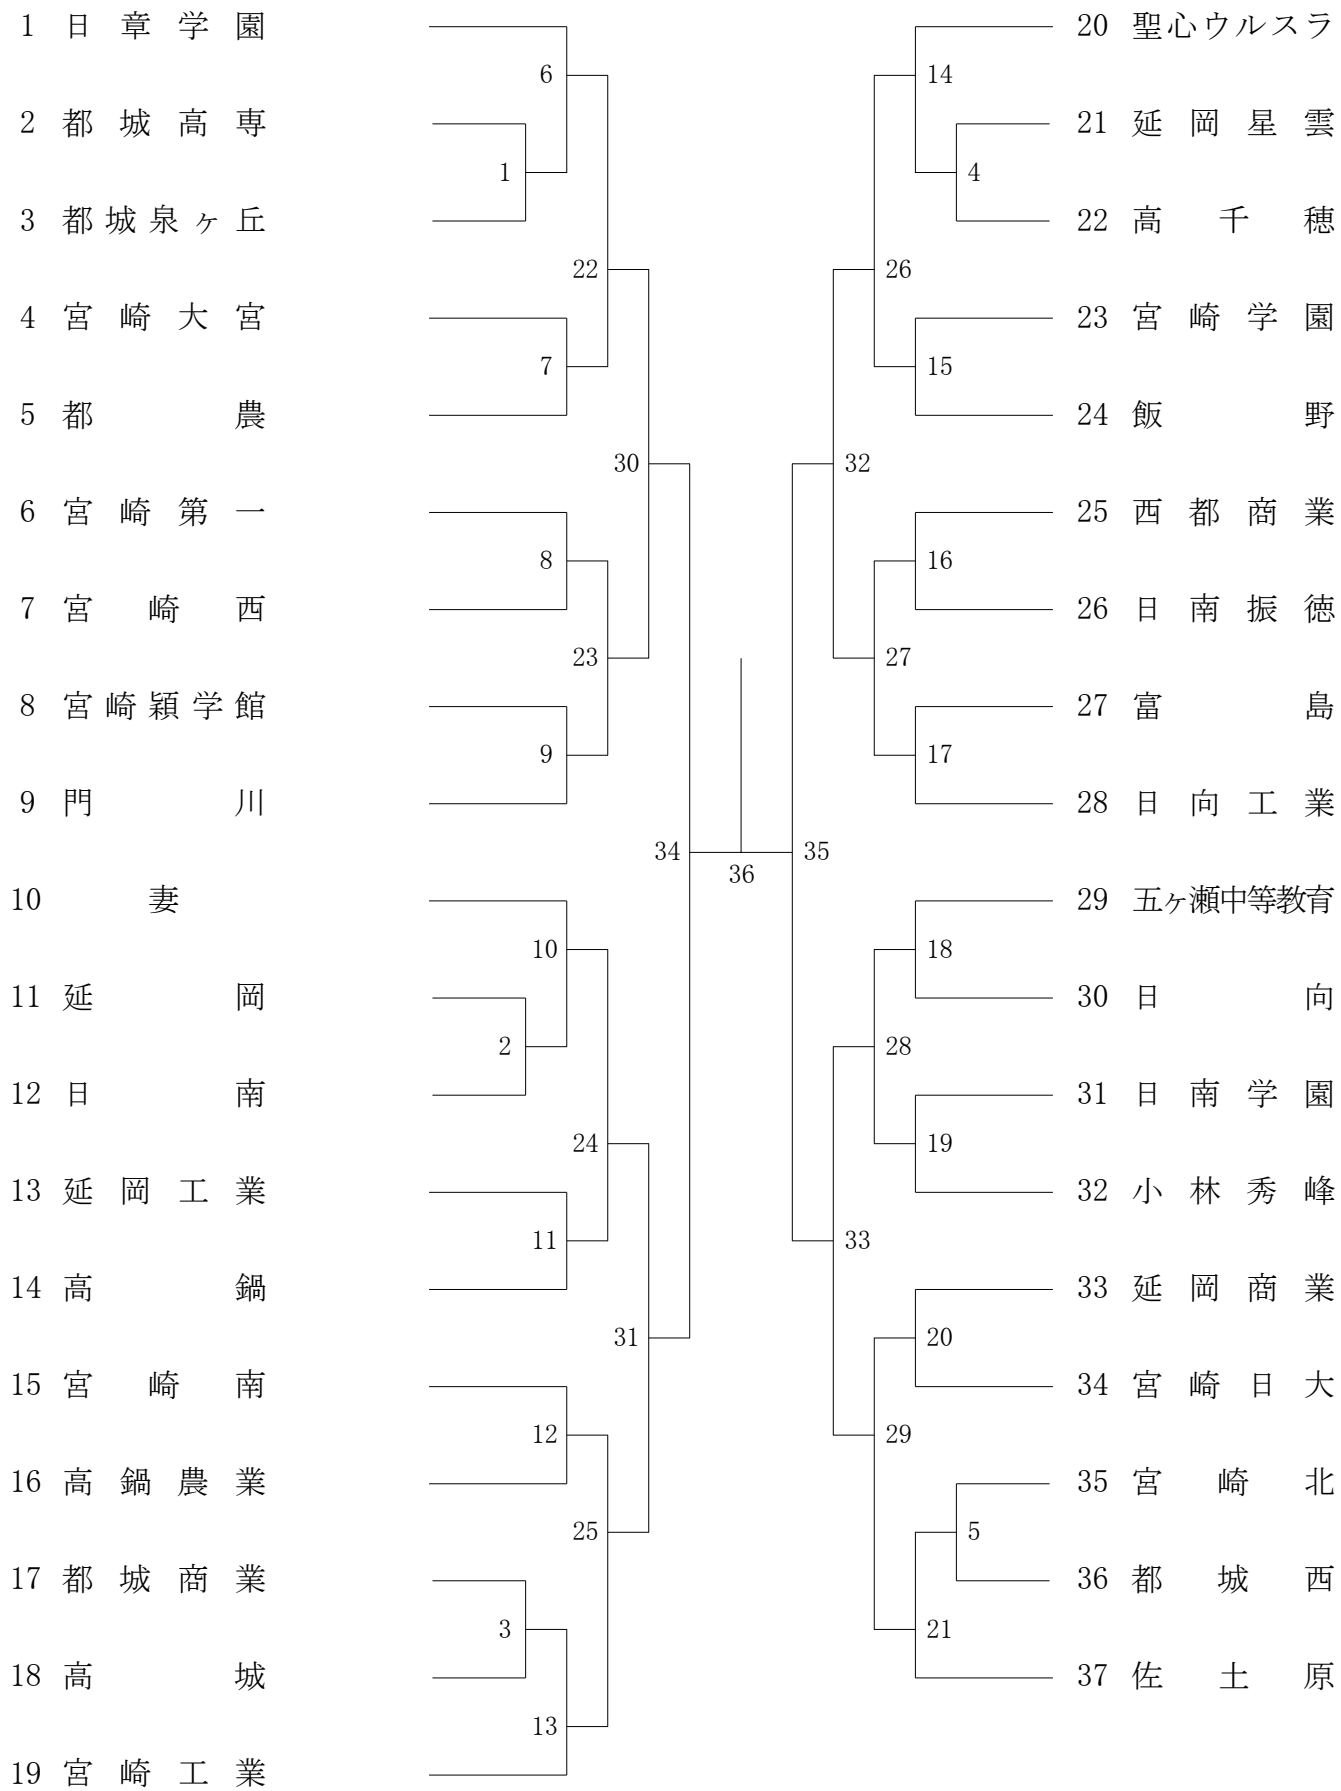 1 日章学園
2 都城高専
3 都城泉ヶ丘
4 宮崎大宮
5 都農
6 宮崎第一
7 宮崎西
8 宮崎穎学館
9 門川
10 妻
11 延岡
12 日南
13 延岡工業
14 高鍋
15 宮崎南
16 高鍋農業
17 都城商業
18 高城
19 宮崎工業
6
1
22
7
30
8
23
9
34
10
2
24
11
31
12
25
3
13
36
14
4
26
15
32
16
27
17
35
18
28
19
33
20
29
5
21
20 聖心ウルスラ
21 延岡星雲
22 高千穂
23 宮崎学園
24 飯野
25 西都商業
26 日南振徳
27 富島
28 日向工業
29 五ヶ瀬中等教育
30 日向
31 日南学園
32 小林秀峰
33 延岡商業
34 宮崎日大
35 宮崎北
36 都城西
37 佐土原